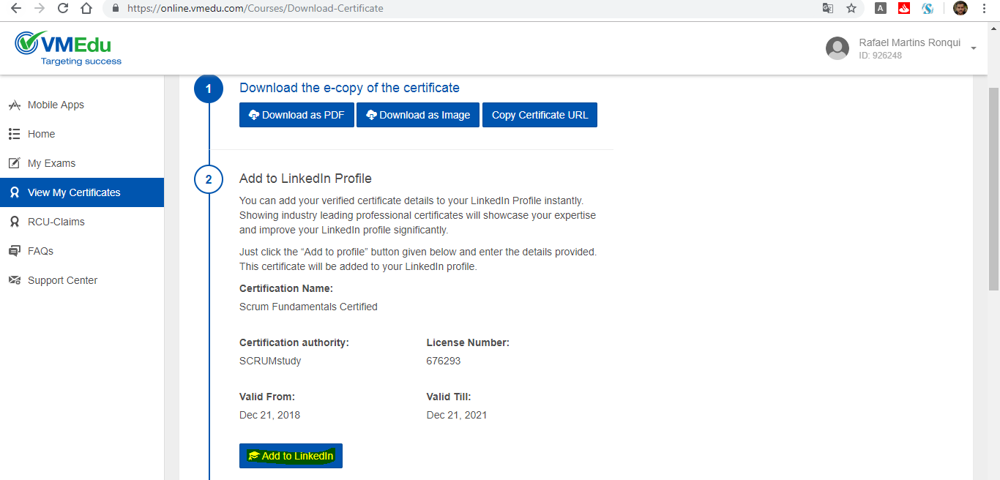 https://online.vmedu.com/Courses/Download-Certificate
A
VMEdu
Targeting success
Rafael Martins Ronqui
ID: 926248
Mobile Apps
Home
My Exams
View My Certificates
RCU-Claims
FAQs
Support Center
1
Download the e-copy of the certificate
Download as PDF
Download as Image
Copy Certificate URL
2
Add to LinkedIn Profile
You can add your verified certificate details to your LinkedIn Profile instantly.
Showing industry leading professional certificates will showcase your expertise
and improve your LinkedIn profile significantly.
Just click the “Add to profile” button given below and enter the details provided.
This certificate will be added to your LinkedIn profile.
Certification Name:
Scrum Fundamentals Certified
Certification authority:
SCRUMstudy
License Number:
676293
Valid From:
Dec 21, 2018
Valid Till:
Dec 21, 2021
Add to LinkedIn